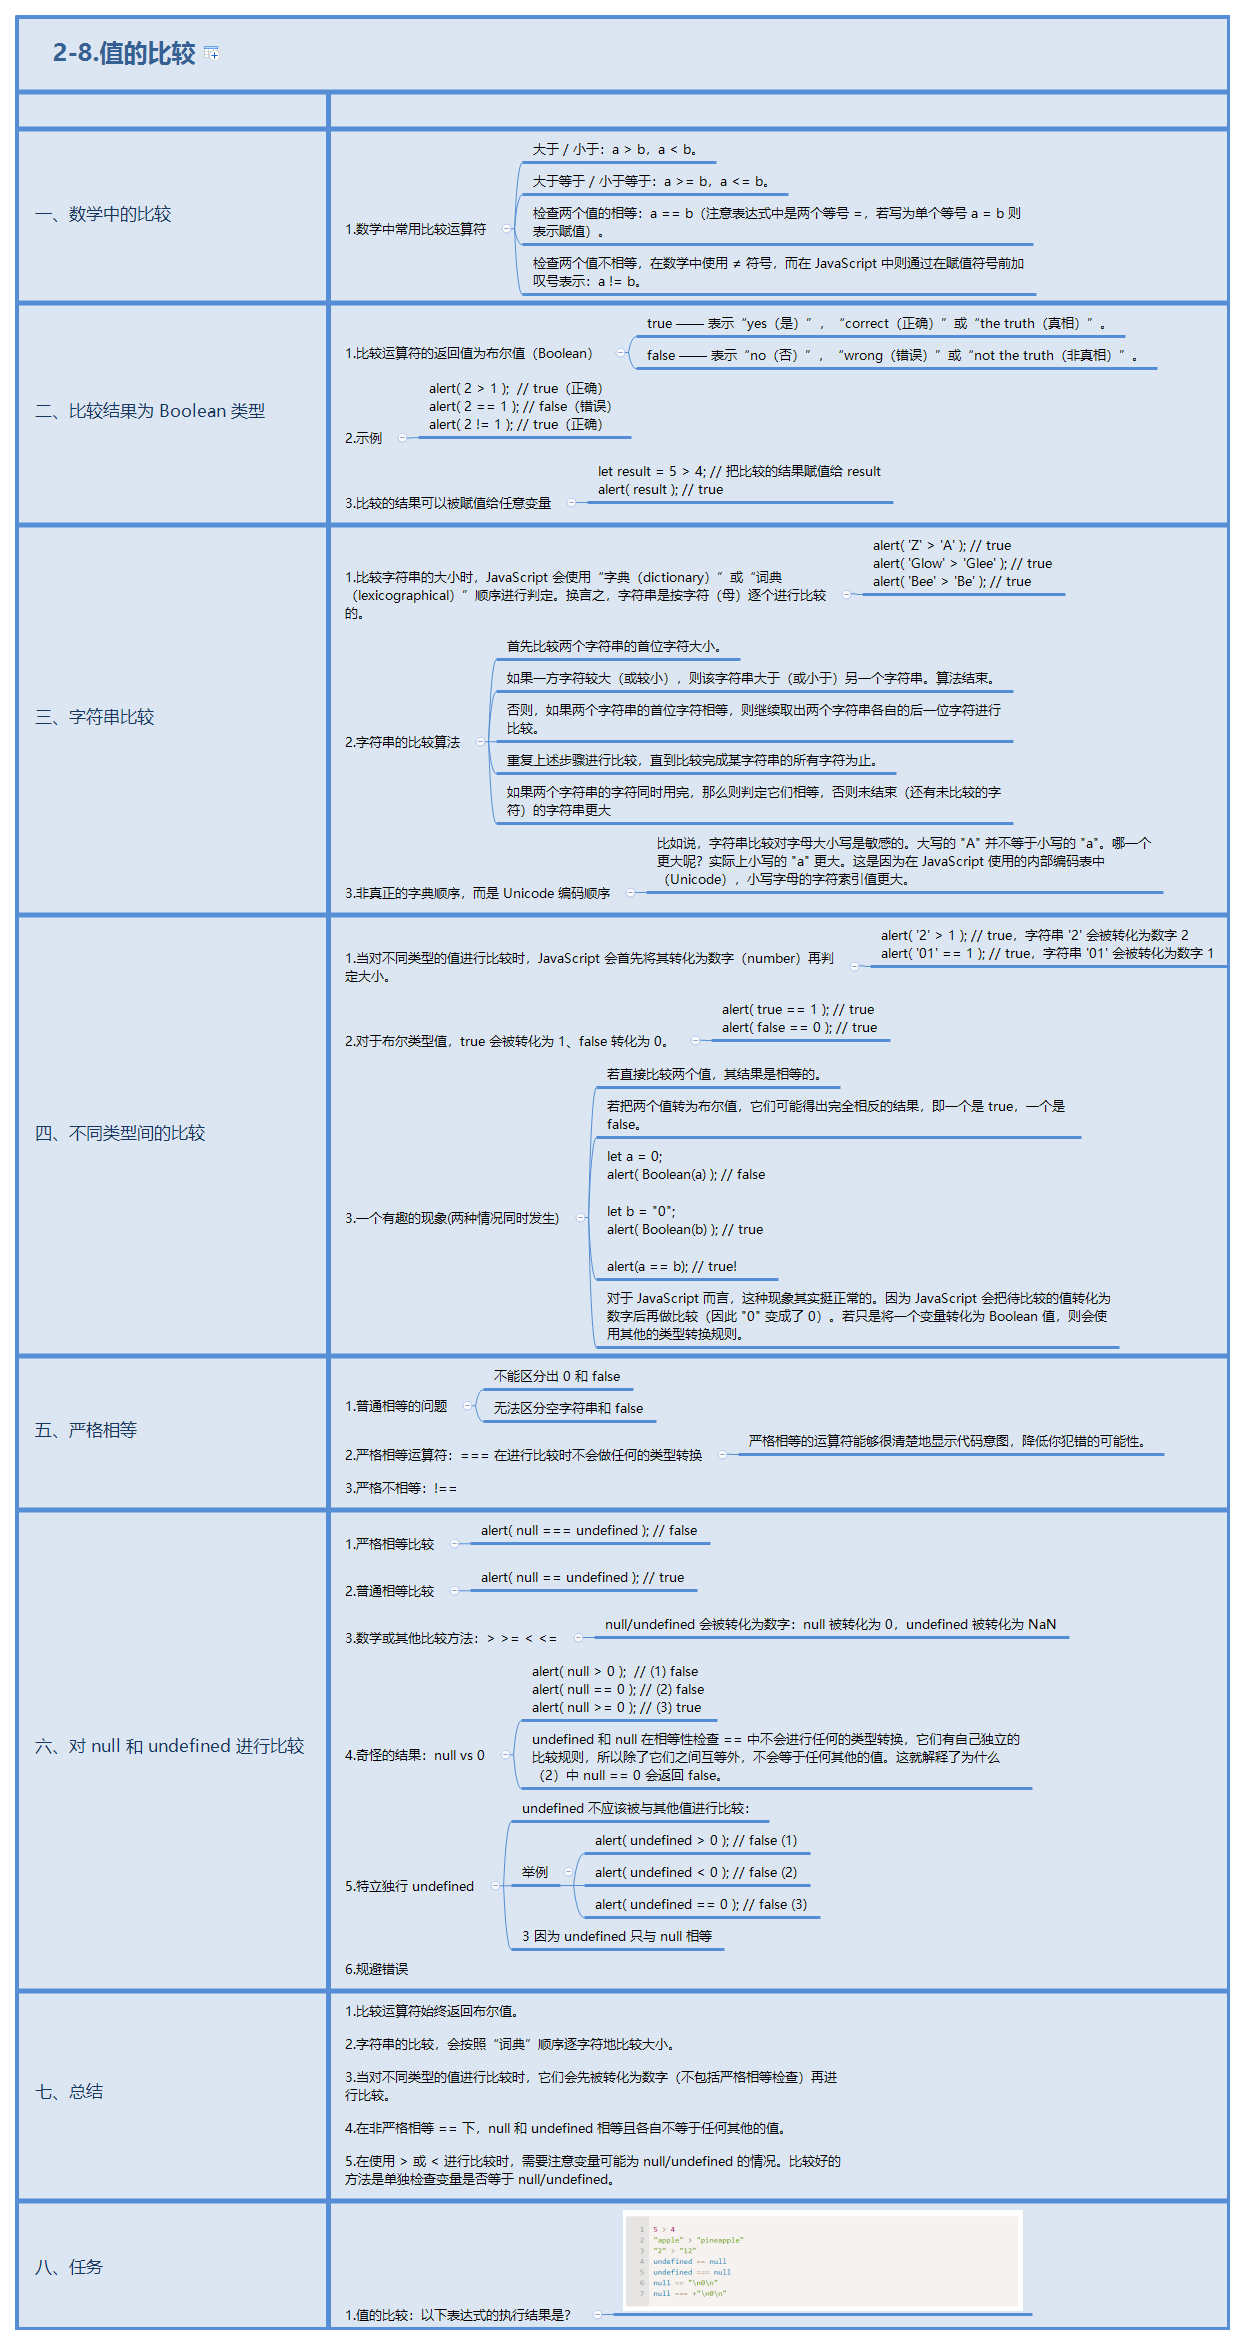 2-8.值的比较
一、数学中的比较
1.数学中常用比较运算符
大于 / 小于：a > b，a < b。
大于等于 / 小于等于：a >= b，a <= b。
检查两个值的相等：a == b（注意表达式中是两个等号 =，若写为单个等号 a = b 则
表示赋值）。
检查两个值不相等，在数学中使用 ≠ 符号，而在 JavaScript 中则通过在赋值符号前加
叹号表示：a != b。
二、比较结果为 Boolean 类型
1.比较运算符的返回值为布尔值（Boolean）
true —— 表示“yes（是）”，“correct（正确）”或“the truth（真相）”。
false —— 表示“no（否）”，“wrong（错误）”或“not the truth（非真相）”。
2.示例
alert( 2 > 1 );  // true（正确）
alert( 2 == 1 ); // false（错误）
alert( 2 != 1 ); // true（正确）
3.比较的结果可以被赋值给任意变量
let result = 5 > 4; // 把比较的结果赋值给 result
alert( result ); // true
三、字符串比较
1.比较字符串的大小时，JavaScript 会使用“字典（dictionary）”或“词典
（lexicographical）”顺序进行判定。换言之，字符串是按字符（母）逐个进行比较
的。
alert( 'Z' > 'A' ); // true
alert( 'Glow' > 'Glee' ); // true
alert( 'Bee' > 'Be' ); // true
2.字符串的比较算法
首先比较两个字符串的首位字符大小。
如果一方字符较大（或较小），则该字符串大于（或小于）另一个字符串。算法结束。
否则，如果两个字符串的首位字符相等，则继续取出两个字符串各自的后一位字符进行
比较。
重复上述步骤进行比较，直到比较完成某字符串的所有字符为止。
如果两个字符串的字符同时用完，那么则判定它们相等，否则未结束（还有未比较的字
符）的字符串更大
3.非真正的字典顺序，而是 Unicode 编码顺序
比如说，字符串比较对字母大小写是敏感的。大写的 "A" 并不等于小写的 "a"。哪一个
更大呢？实际上小写的 "a" 更大。这是因为在 JavaScript 使用的内部编码表中
（Unicode），小写字母的字符索引值更大。
四、不同类型间的比较
1.当对不同类型的值进行比较时，JavaScript 会首先将其转化为数字（number）再判
定大小。
alert( '2' > 1 ); // true，字符串 '2' 会被转化为数字 2
alert( '01' == 1 ); // true，字符串 '01' 会被转化为数字 1
2.对于布尔类型值，true 会被转化为 1、false 转化为 0。
alert( true == 1 ); // true
alert( false == 0 ); // true
3.一个有趣的现象(两种情况同时发生)
若直接比较两个值，其结果是相等的。
若把两个值转为布尔值，它们可能得出完全相反的结果，即一个是 true，一个是
false。
let a = 0;
alert( Boolean(a) ); // false
let b = "0";
alert( Boolean(b) ); // true
alert(a == b); // true!
对于 JavaScript 而言，这种现象其实挺正常的。因为 JavaScript 会把待比较的值转化为
数字后再做比较（因此 "0" 变成了 0）。若只是将一个变量转化为 Boolean 值，则会使
用其他的类型转换规则。
五、严格相等
1.普通相等的问题
不能区分出 0 和 false
无法区分空字符串和 false
2.严格相等运算符：=== 在进行比较时不会做任何的类型转换
严格相等的运算符能够很清楚地显示代码意图，降低你犯错的可能性。
3.严格不相等：!==
六、对 null 和 undefined 进行比较
1.严格相等比较
alert( null === undefined ); // false
2.普通相等比较
alert( null == undefined ); // true
3.数学或其他比较方法：> >= < <=
null/undefined 会被转化为数字：null 被转化为 0，undefined 被转化为 NaN
4.奇怪的结果：null vs 0
alert( null > 0 );  // (1) false
alert( null == 0 ); // (2) false
alert( null >= 0 ); // (3) true
undefined 和 null 在相等性检查 == 中不会进行任何的类型转换，它们有自己独立的
比较规则，所以除了它们之间互等外，不会等于任何其他的值。这就解释了为什么
（2）中 null == 0 会返回 false。
5.特立独行 undefined
undefined 不应该被与其他值进行比较：
举例
alert( undefined > 0 ); // false (1)
alert( undefined < 0 ); // false (2)
alert( undefined == 0 ); // false (3)
3 因为 undefined 只与 null 相等
6.规避错误
七、总结
1.比较运算符始终返回布尔值。
2.字符串的比较，会按照“词典”顺序逐字符地比较大小。
3.当对不同类型的值进行比较时，它们会先被转化为数字（不包括严格相等检查）再进
行比较。
4.在非严格相等 == 下，null 和 undefined 相等且各自不等于任何其他的值。
5.在使用 > 或 < 进行比较时，需要注意变量可能为 null/undefined 的情况。比较好的
方法是单独检查变量是否等于 null/undefined。
八、任务
1.值的比较：以下表达式的执行结果是？
1 5 > 4
2 "apple" > "pineapple"
3 "2" > "12"
4 undefined == null
5 undefined === null
6 null == "\n0\n"
7 null === +"\n0\n"